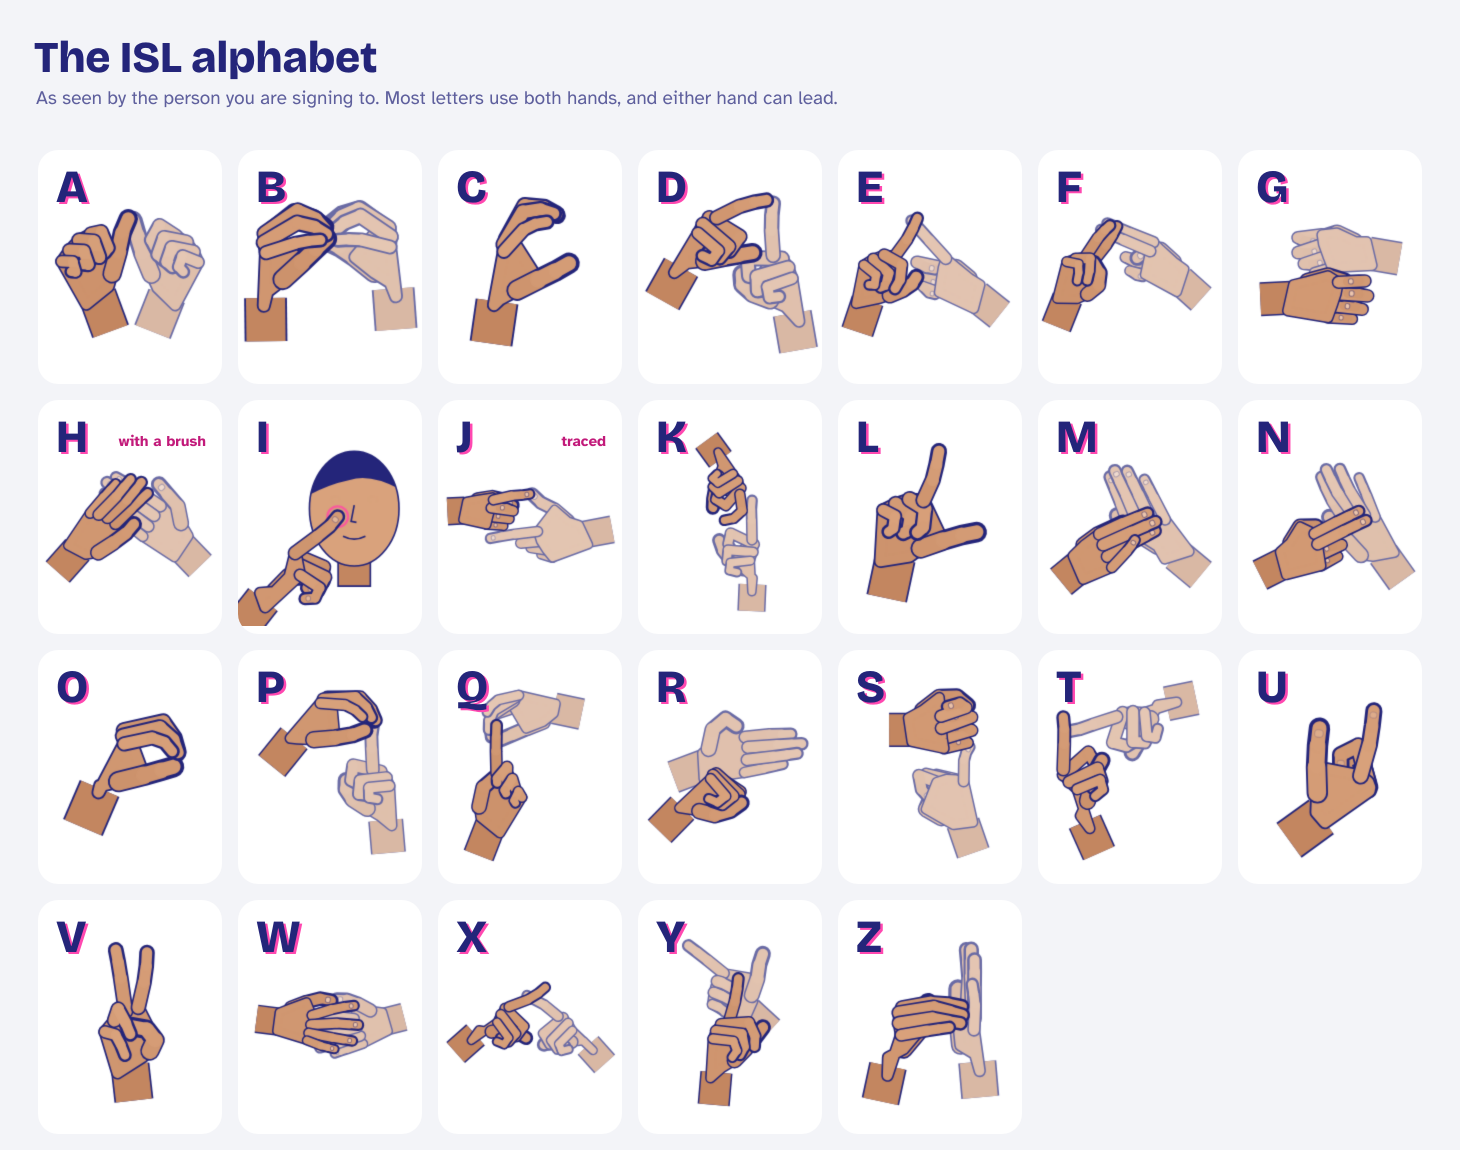 The ISL alphabet
As seen by the person you are signing to. Most letters use both hands, and either hand can lead.
A B C D E F G
H with a brush I J traced K L M N
O P Q R S T U
V W X Y Z